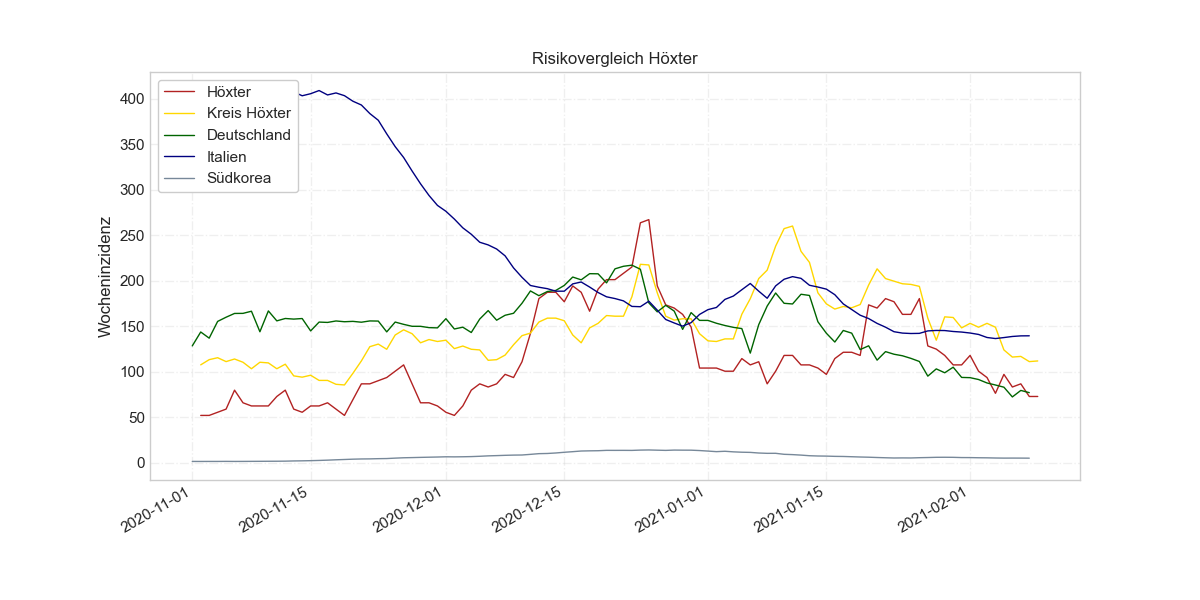 Risikovergleich Höxter
Höxter
Kreis Höxter
Deutschland
Italien
Südkorea
Wocheninzidenz
400
350
300
250
200
150
100
50
0
2020-11-01
2020-11-15
2020-12-01
2020-12-15
2021-01-01
2021-01-15
2021-02-01